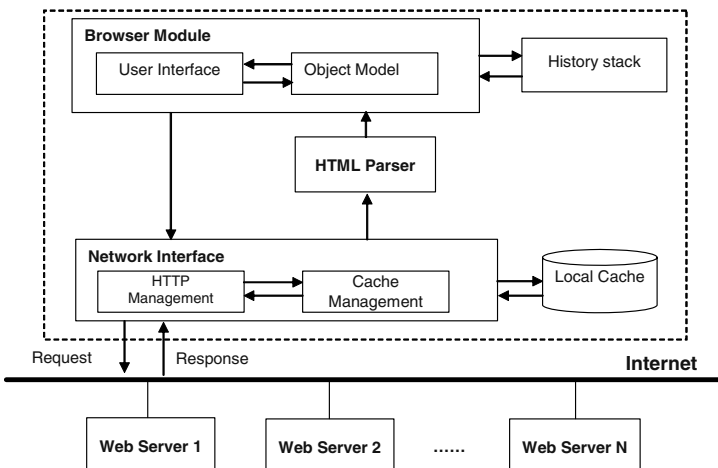 Browser Module
User Interface
Object Model
History stack
HTML Parser
Network Interface
HTTP
Management
Cache
Management
Local Cache
Request
Response
Internet
Web Server 1
Web Server 2
......
Web Server N